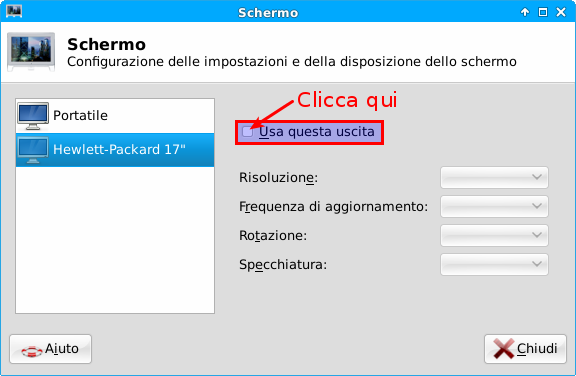 Schermo
Schermo
Configurazione delle impostazioni e della disposizione dello schermo
Clicca qui
Portatile
Usa questa uscita
Hewlett-Packard 17"
Risoluzione:
Frequenza di aggiornamento:
Rotazione:
Specchiatura:
Aiuto
Chiudi